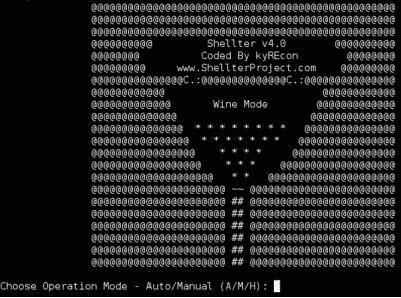 @@@@@@@@@@@@@@@@@@@@@@@@@@@@@@@@@@@@@@@@@@@@@@@@@@
@@@@@@@@@@@@@@@@@@@@@@@@@@@@@@@@@@@@@@@@@@@@@@@@@@
@@@@@@@@@@@@@@@@@@@@@@@@@@@@@@@@@@@@@@@@@@@@@@@@@@
@@@@@@@@@@         Shellter v4.0        @@@@@@@@@@
@@@@@@@@          Coded By kyREcon        @@@@@@@@
@@@@@@@@@     www.ShellterProject.com    @@@@@@@@@
@@@@@@@@@@@@@@@C.:@@@@@@@@@@@@@@C.:@@@@@@@@@@@@@@@
@@@@@@@@@@@@                          @@@@@@@@@@@@
@@@@@@@@@@@@@       Wine Mode        @@@@@@@@@@@@@
@@@@@@@@@@@@@@                      @@@@@@@@@@@@@@
@@@@@@@@@@@@@@@  * * * * * * * *   @@@@@@@@@@@@@@@
@@@@@@@@@@@@@@@@  * * * * * * *   @@@@@@@@@@@@@@@@
@@@@@@@@@@@@@@@@@    * * * *     @@@@@@@@@@@@@@@@@
@@@@@@@@@@@@@@@@@@    * * *    @@@@@@@@@@@@@@@@@@@
@@@@@@@@@@@@@@@@@@@@   * *   @@@@@@@@@@@@@@@@@@@@@
@@@@@@@@@@@@@@@@@@@@@@ ~~ @@@@@@@@@@@@@@@@@@@@@@@@
@@@@@@@@@@@@@@@@@@@@@@ ## @@@@@@@@@@@@@@@@@@@@@@@@
@@@@@@@@@@@@@@@@@@@@@@ ## @@@@@@@@@@@@@@@@@@@@@@@@
@@@@@@@@@@@@@@@@@@@@@@ ## @@@@@@@@@@@@@@@@@@@@@@@@
@@@@@@@@@@@@@@@@@@@@@@ ## @@@@@@@@@@@@@@@@@@@@@@@@
@@@@@@@@@@@@@@@@@@@@@@ ## @@@@@@@@@@@@@@@@@@@@@@@@
@@@@@@@@@@@@@@@@@@@@@@ ## @@@@@@@@@@@@@@@@@@@@@@@@
Choose Operation Mode - Auto/Manual (A/M/H):